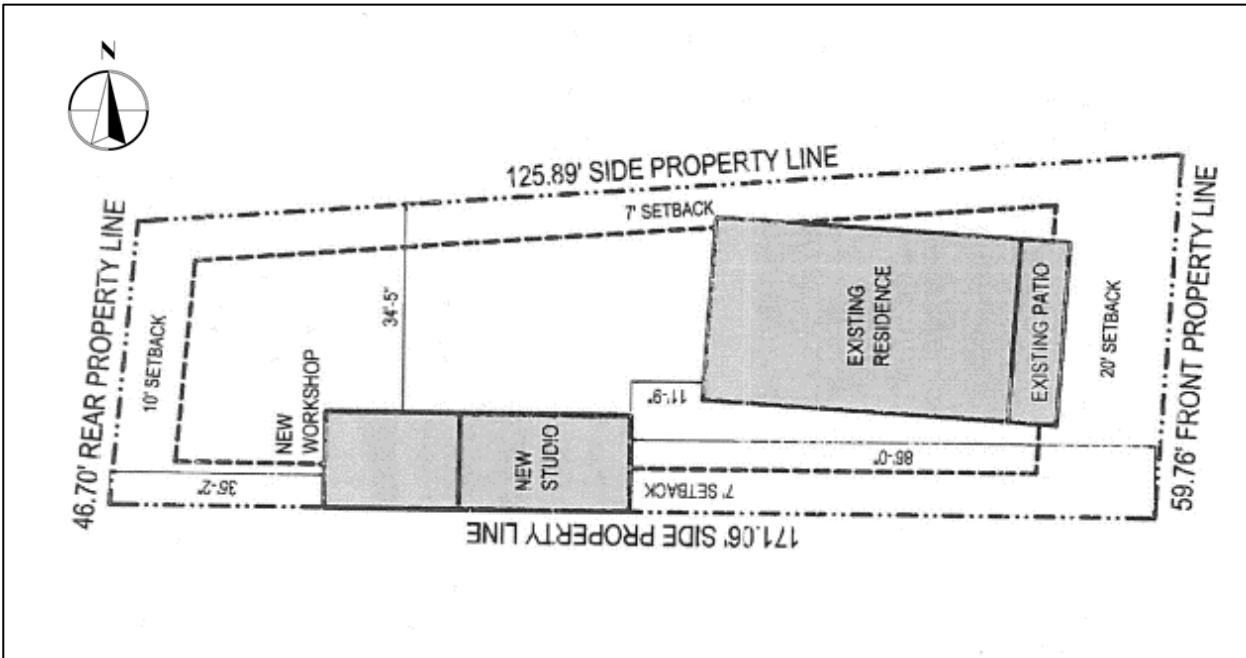 N
125.89' SIDE PROPERTY LINE
7' SETBACK
46.70' REAR PROPERTY LINE
10' SETBACK
34'-5"
NEW
WORKSHOP
NEW
STUDIO
35'-2"
11'-9"
EXISTING
RESIDENCE
EXISTING PATIO
20' SETBACK
59.76' FRONT PROPERTY LINE
86'-0"
7' SETBACK
171.06' SIDE PROPERTY LINE